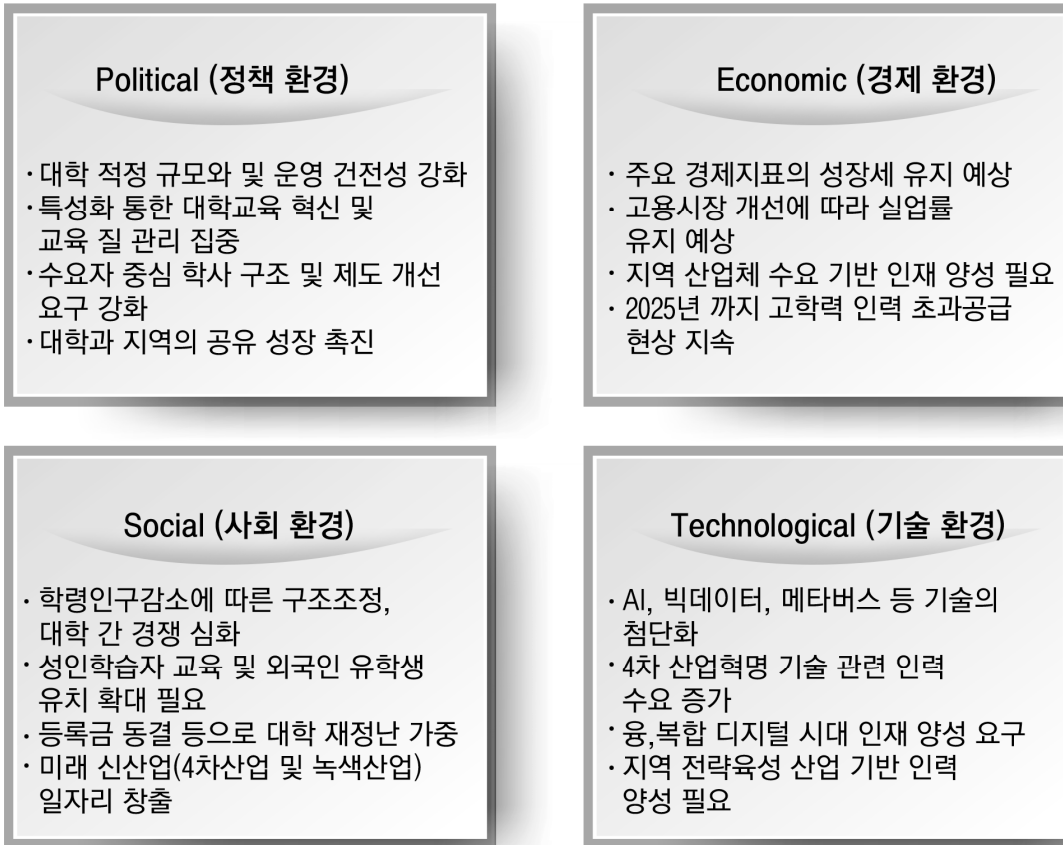 Political (정책 환경)
· 대학 적정 규모와 및 운영 건전성 강화
· 특성화 통한 대학교육 혁신 및
교육 질 관리 집중
· 수요자 중심 학사 구조 및 제도 개선
요구 강화
· 대학과 지역의 공유 성장 촉진
Economic (경제 환경)
· 주요 경제지표의 성장세 유지 예상
· 고용시장 개선에 따라 실업률
유지 예상
· 지역 산업체 수요 기반 인재 양성 필요
· 2025년 까지 고학력 인력 초과공급
현상 지속
Social (사회 환경)
· 학령인구감소에 따른 구조조정,
대학 간 경쟁 심화
· 성인학습자 교육 및 외국인 유학생
유치 확대 필요
· 등록금 동결 등으로 대학 재정난 가중
· 미래 신산업(4차산업 및 녹색산업)
일자리 창출
Technological (기술 환경)
· AI, 빅데이터, 메타버스 등 기술의
첨단화
· 4차 산업혁명 기술 관련 인력
수요 증가
· 융,복합 디지털 시대 인재 양성 요구
· 지역 전략육성 산업 기반 인력
양성 필요